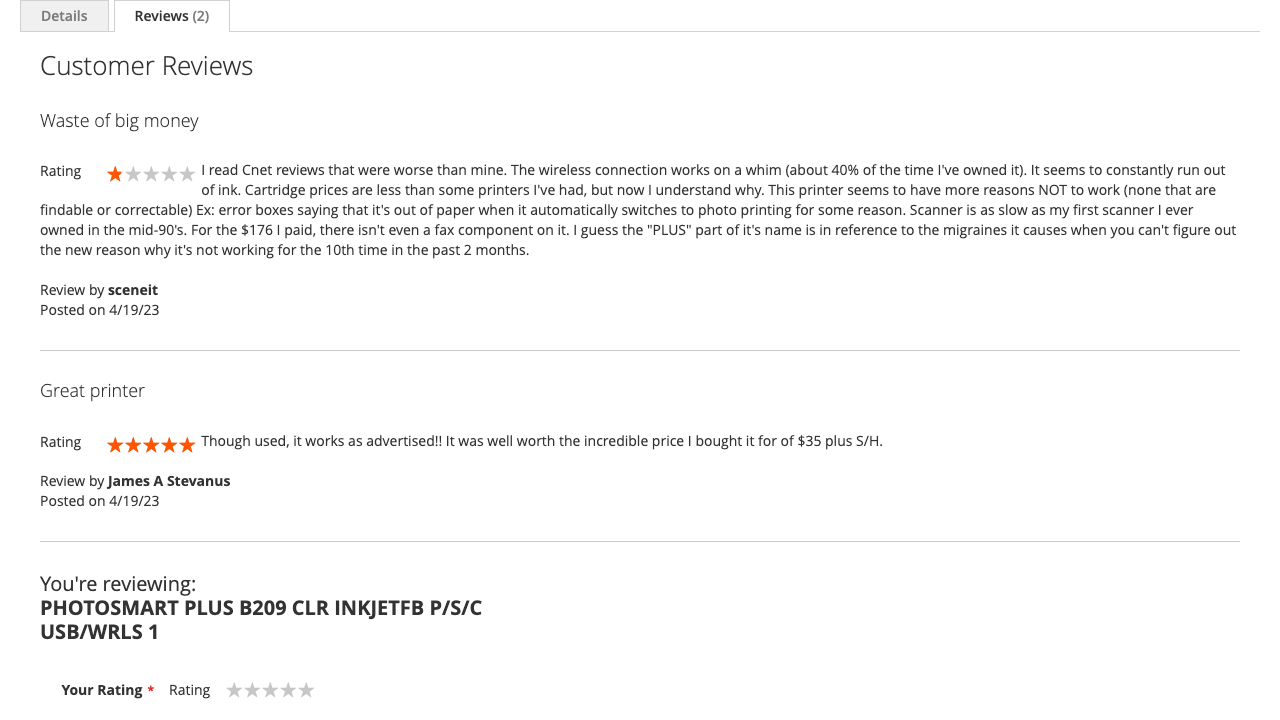 Details
Reviews (2)
Customer Reviews
Waste of big money
Rating
I read Cnet reviews that were worse than mine. The wireless connection works on a whim (about 40% of the time I've owned it). It seems to constantly run out
of ink. Cartridge prices are less than some printers I've had, but now I understand why. This printer seems to have more reasons NOT to work (none that are
findable or correctable) Ex: error boxes saying that it's out of paper when it automatically switches to photo printing for some reason. Scanner is as slow as my first scanner I ever
owned in the mid-90's. For the $176 I paid, there isn't even a fax component on it. I guess the "PLUS" part of it's name is in reference to the migraines it causes when you can't figure out
the new reason why it's not working for the 10th time in the past 2 months.
Review by sceneit
Posted on 4/19/23
Great printer
Rating
Though used, it works as advertised!! It was well worth the incredible price I bought it for of $35 plus S/H.
Review by James A Stevanus
Posted on 4/19/23
You're reviewing:
PHOTOSMART PLUS B209 CLR INKJETFB P/S/C
USB/WRLS 1
Your Rating * Rating